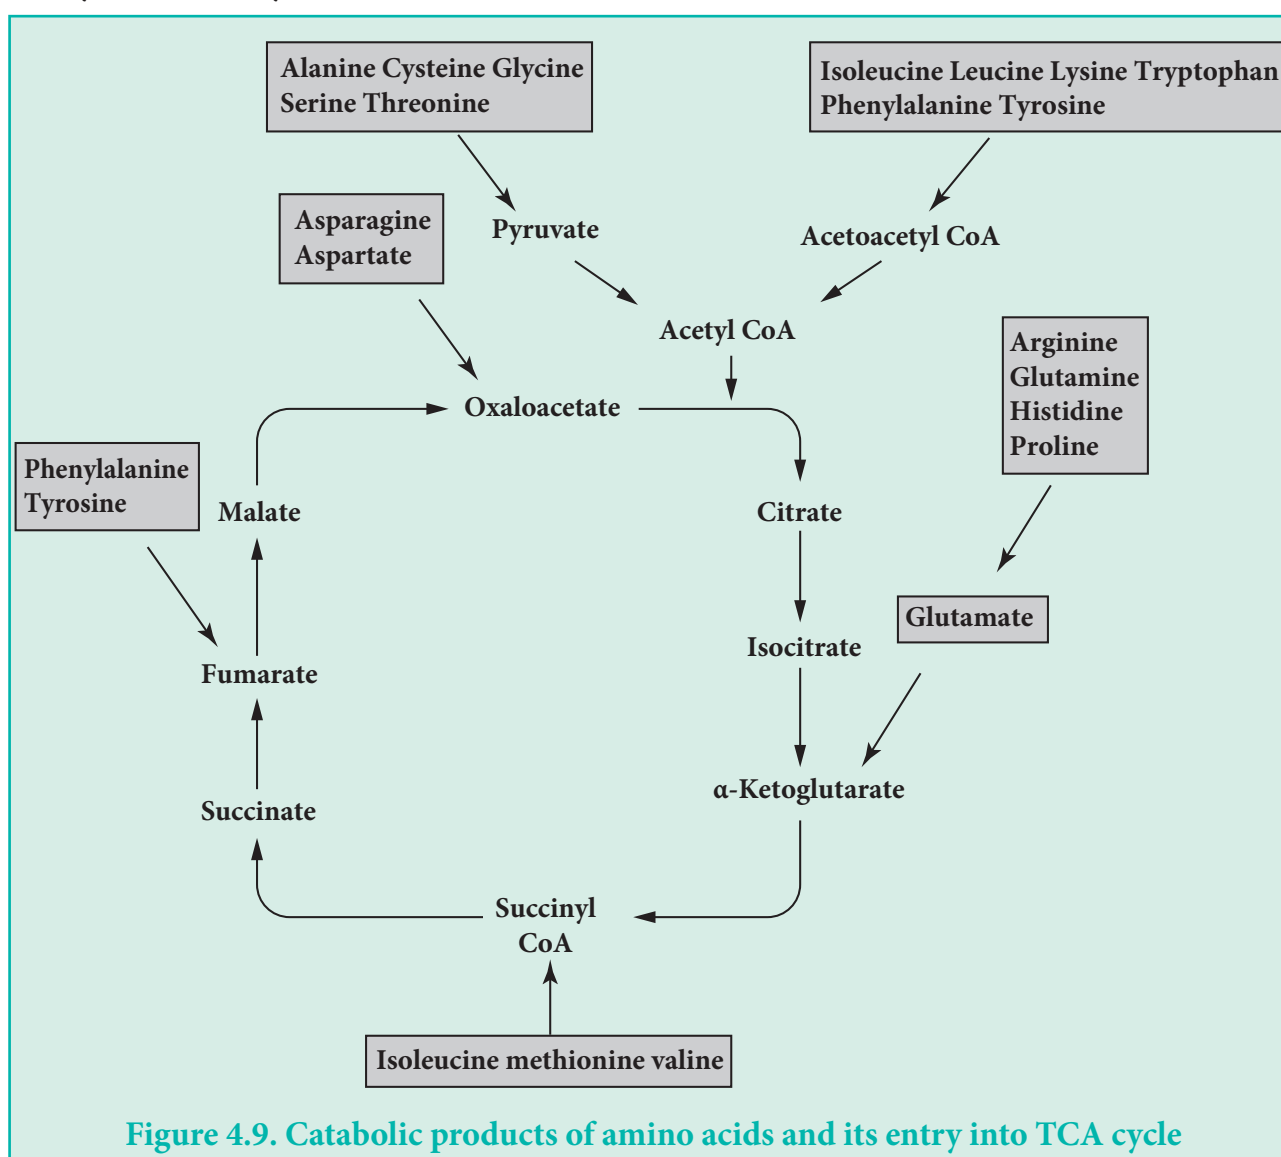 Alanine Cysteine Glycine
Serine Threonine
Isoleucine Leucine Lysine Tryptophan
Phenylalanine Tyrosine
Asparagine
Aspartate
Pyruvate
Acetoacetyl CoA
Acetyl CoA
Arginine
Glutamine
Histidine
Proline
Oxaloacetate
Phenylalanine
Tyrosine
Malate
Citrate
Glutamate
Isocitrate
Fumarate
α-Ketoglutarate
Succinate
Succinyl
CoA
Isoleucine methionine valine
Figure 4.9. Catabolic products of amino acids and its entry into TCA cycle